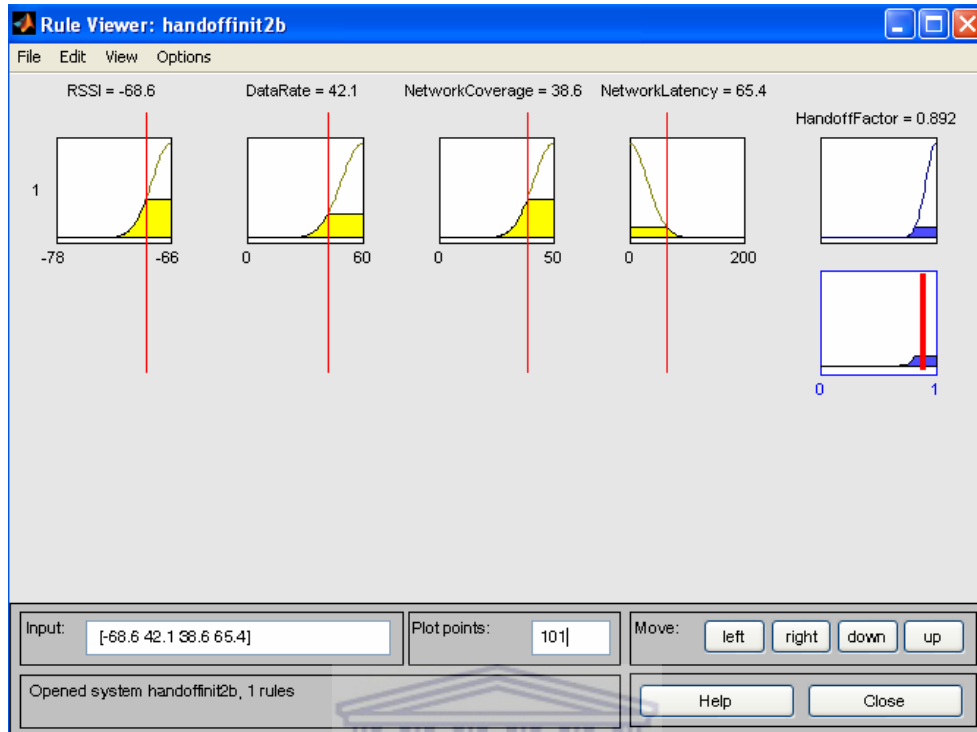 Rule Viewer: handoffinit2b
File Edit View Options
RSSI = -68.6 DataRate = 42.1 NetworkCoverage = 38.6 NetworkLatency = 65.4
HandoffFactor = 0.892
1
-78 -66 0 60 0 50 0 200
0 1
Input: [-68.6 42.1 38.6 65.4] Plot points: 101 Move: left right down up
Opened system handoffinit2b, 1 rules Help Close